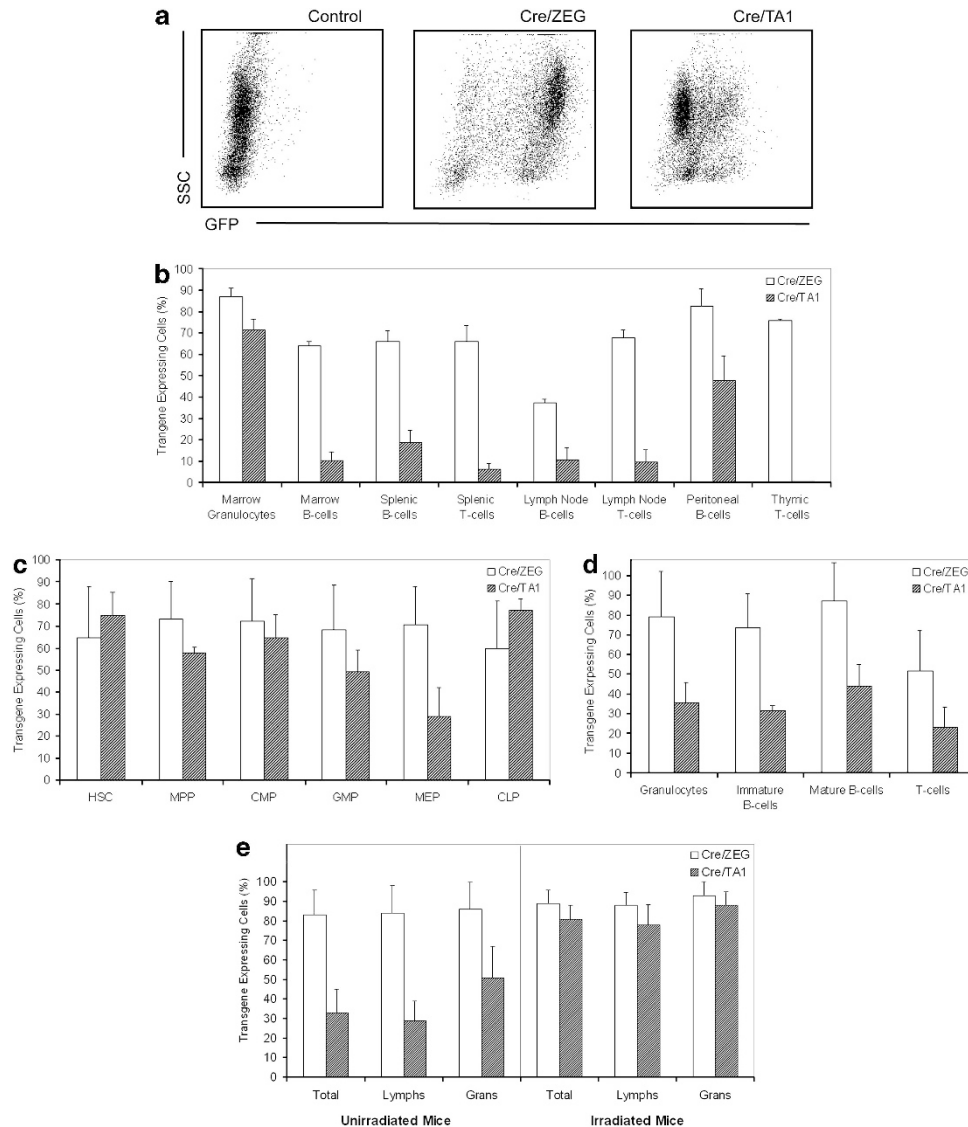 a
Control
Cre/ZEG
Cre/TA1
SSC
GFP
b
Trangene Expressing Cells (%)
100
90
80
70
60
50
40
30
20
10
0
Cre/ZEG
Cre/TA1
Marrow Granulocytes
Marrow B-cells
Splenic B-cells
Splenic T-cells
Lymph Node B-cells
Lymph Node T-cells
Peritoneal B-cells
Thymic T-cells
c
Transgene Expressing Cells (%)
100
90
80
70
60
50
40
30
20
10
0
Cre/ZEG
Cre/TA1
HSC
MPP
CMP
GMP
MEP
CLP
d
Transgene Exrpessing Cells (%)
100
90
80
70
60
50
40
30
20
10
0
Cre/ZEG
Cre/TA1
Granulocytes
Immature B-cells
Mature B-cells
T-cells
e
Transgene Expressing Cells (%)
100
90
80
70
60
50
40
30
20
10
0
Cre/ZEG
Cre/TA1
Total
Lymphs
Grans
Total
Lymphs
Grans
Unirradiated Mice
Irradiated Mice